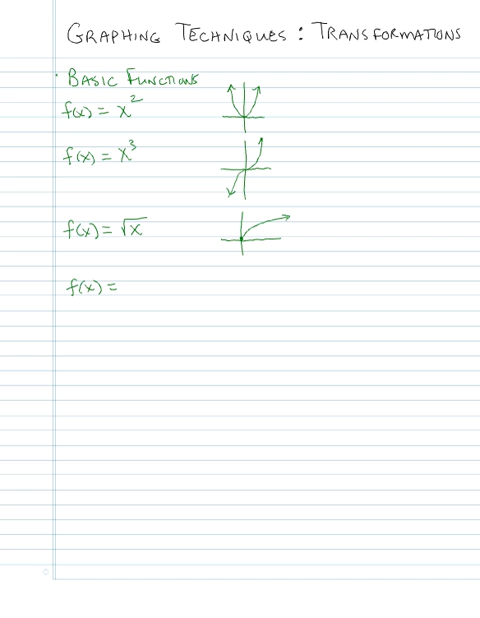 GRAPHING TECHNIQUES : TRANSFORMATIONS
BASIC FUNCTIONS
f(x) = x²
f(x) = x³
f(x) = √x
f(x) =